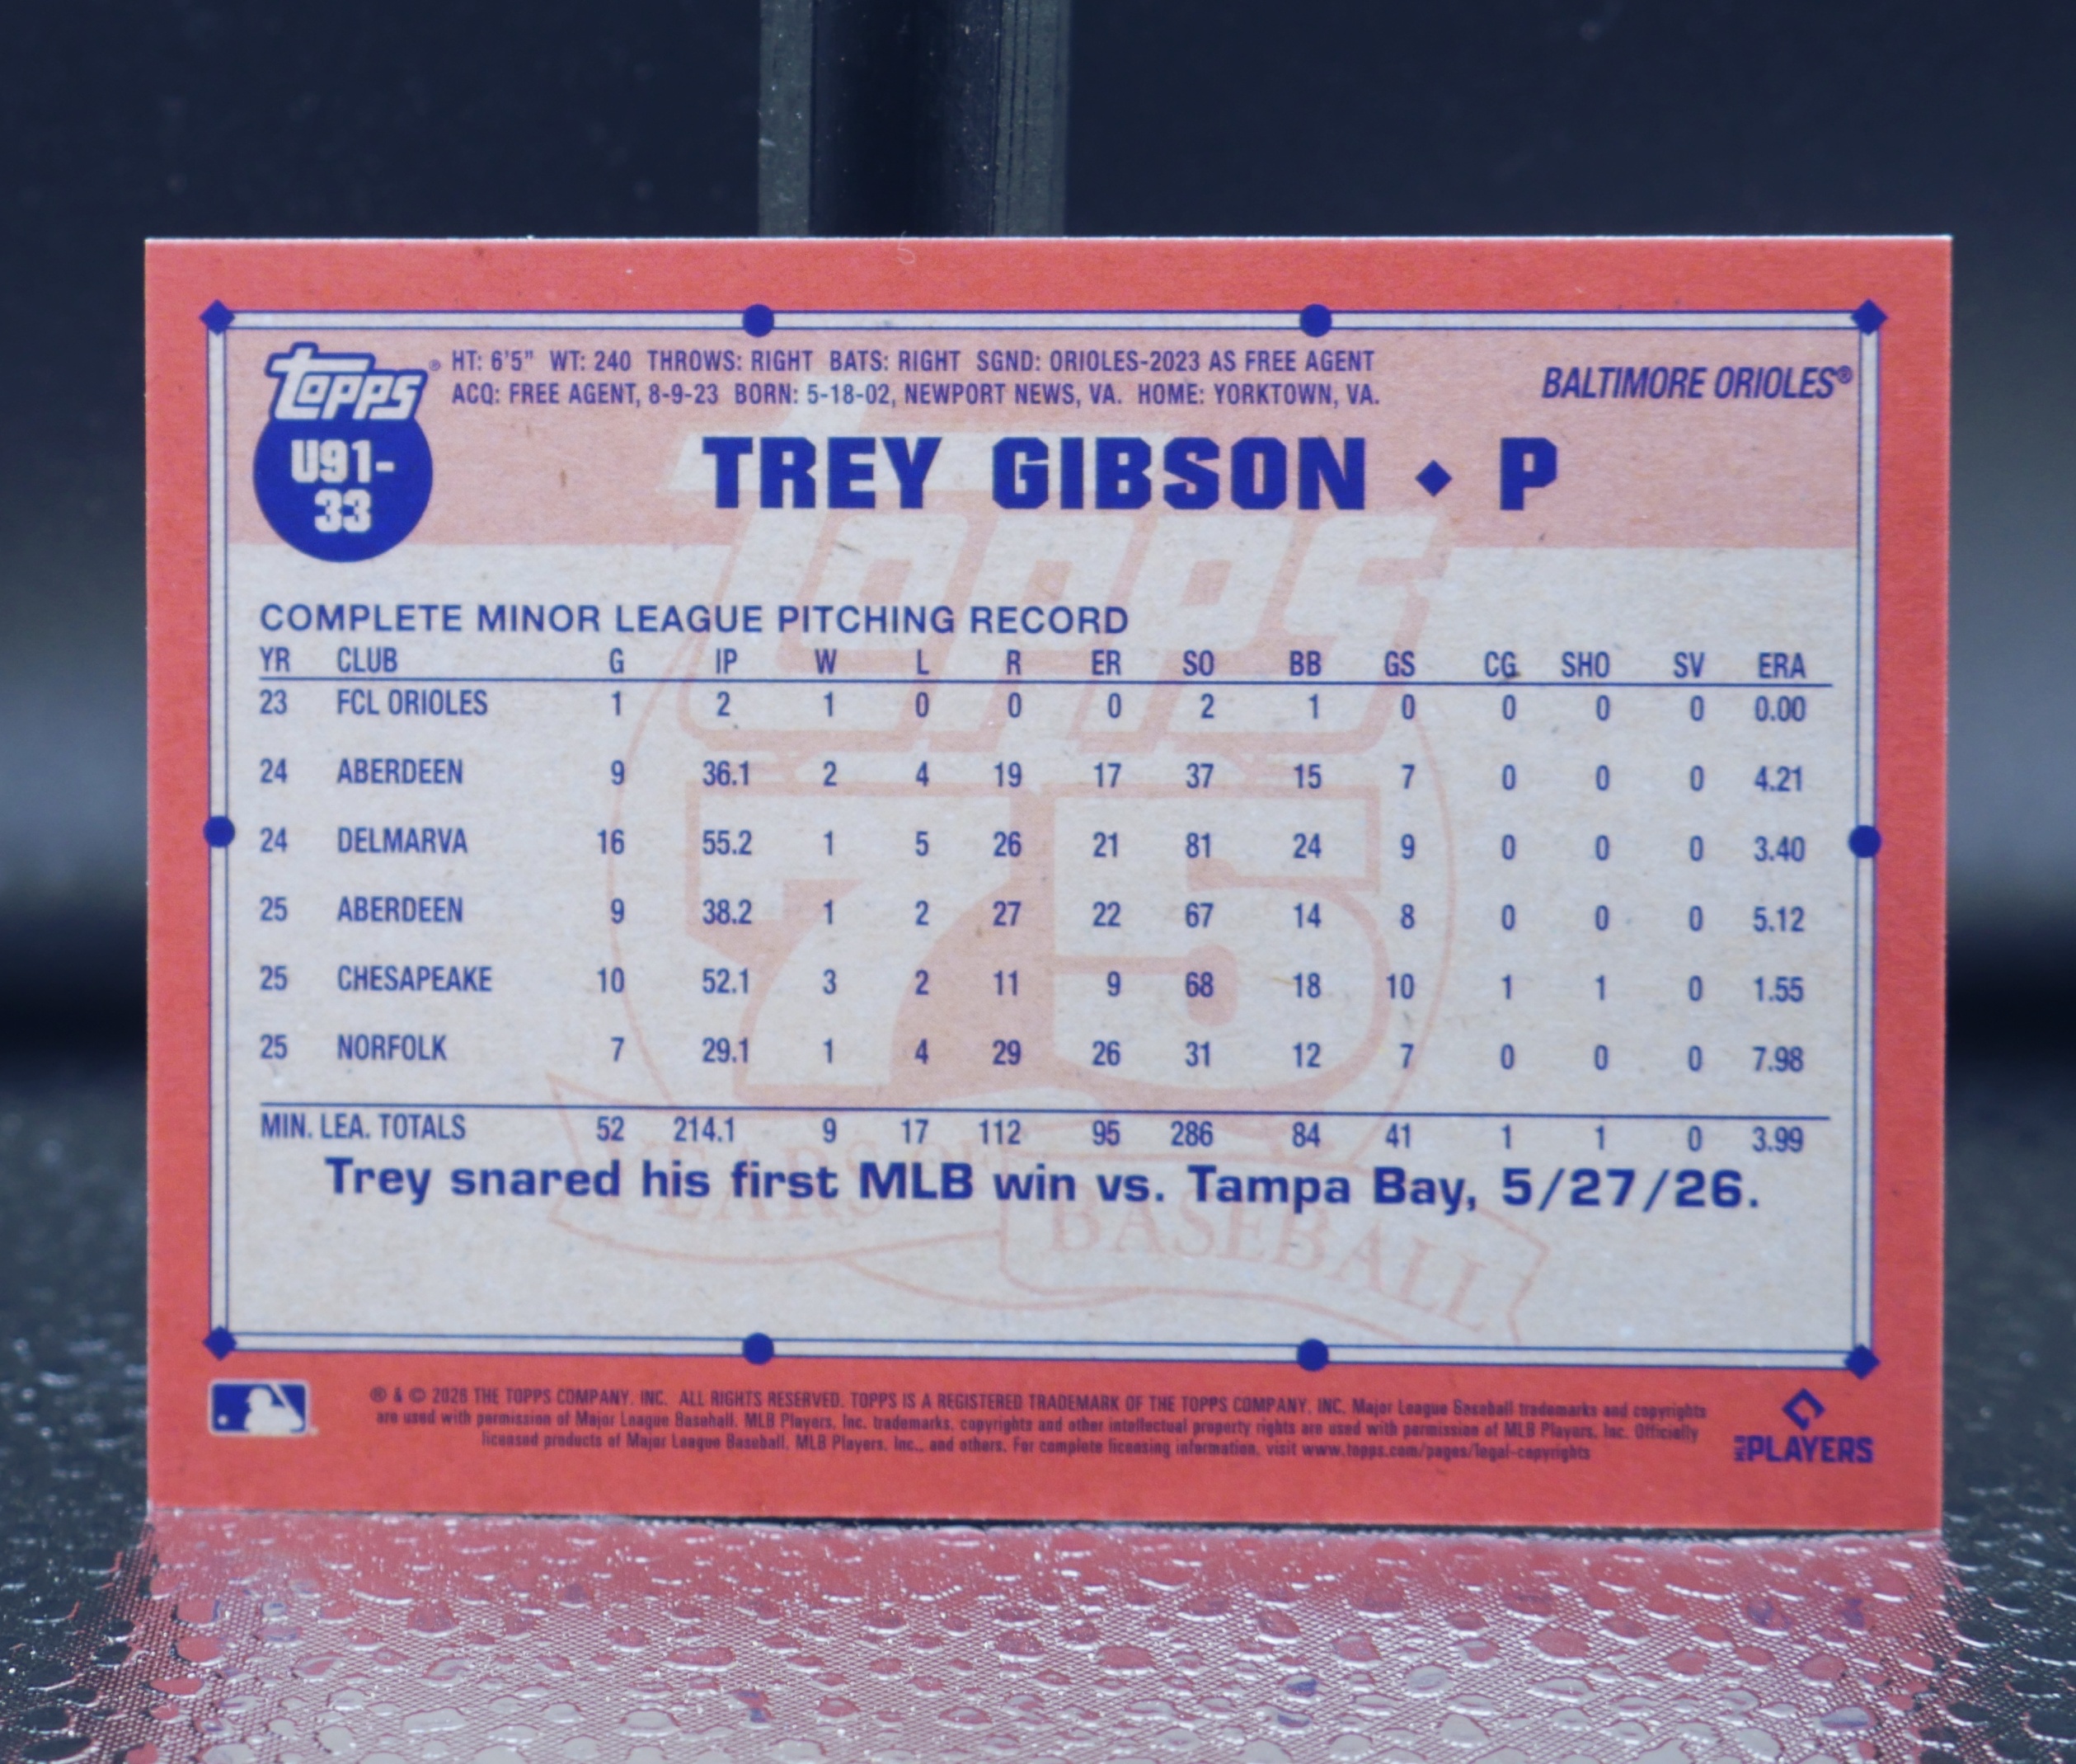 Topps® HT: 6'5" WT: 240 THROWS: RIGHT BATS: RIGHT SGND: ORIOLES-2023 AS FREE AGENT
ACQ: FREE AGENT, 8-9-23 BORN: 5-18-02, NEWPORT NEWS, VA. HOME: YORKTOWN, VA.
BALTIMORE ORIOLES®
U91-
33
TREY GIBSON ◆ P
Topps
75
YEARS OF
BASEBALL
COMPLETE MINOR LEAGUE PITCHING RECORD
YR CLUB G IP W L R ER SO BB GS CG SHO SV ERA
23 FCL ORIOLES 1 2 1 0 0 0 2 1 0 0 0 0 0.00
24 ABERDEEN 9 36.1 2 4 19 17 37 15 7 0 0 0 4.21
24 DELMARVA 16 55.2 1 5 26 21 81 24 9 0 0 0 3.40
25 ABERDEEN 9 38.2 1 2 27 22 67 14 8 0 0 0 5.12
25 CHESAPEAKE 10 52.1 3 2 11 9 68 18 10 1 1 0 1.55
25 NORFOLK 7 29.1 1 4 29 26 31 12 7 0 0 0 7.98
MIN. LEA. TOTALS 52 214.1 9 17 112 95 286 84 41 1 1 0 3.99
Trey snared his first MLB win vs. Tampa Bay, 5/27/26.
® & © 2026 THE TOPPS COMPANY, INC. ALL RIGHTS RESERVED. TOPPS IS A REGISTERED TRADEMARK OF THE TOPPS COMPANY, INC. Major League Baseball trademarks and copyrights
are used with permission of Major League Baseball. MLB Players, Inc. trademarks, copyrights and other intellectual property rights are used with permission of MLB Players, Inc. Officially
licensed products of Major League Baseball, MLB Players, Inc., and others. For complete licensing information, visit www.topps.com/pages/legal-copyrights
MLB PLAYERS